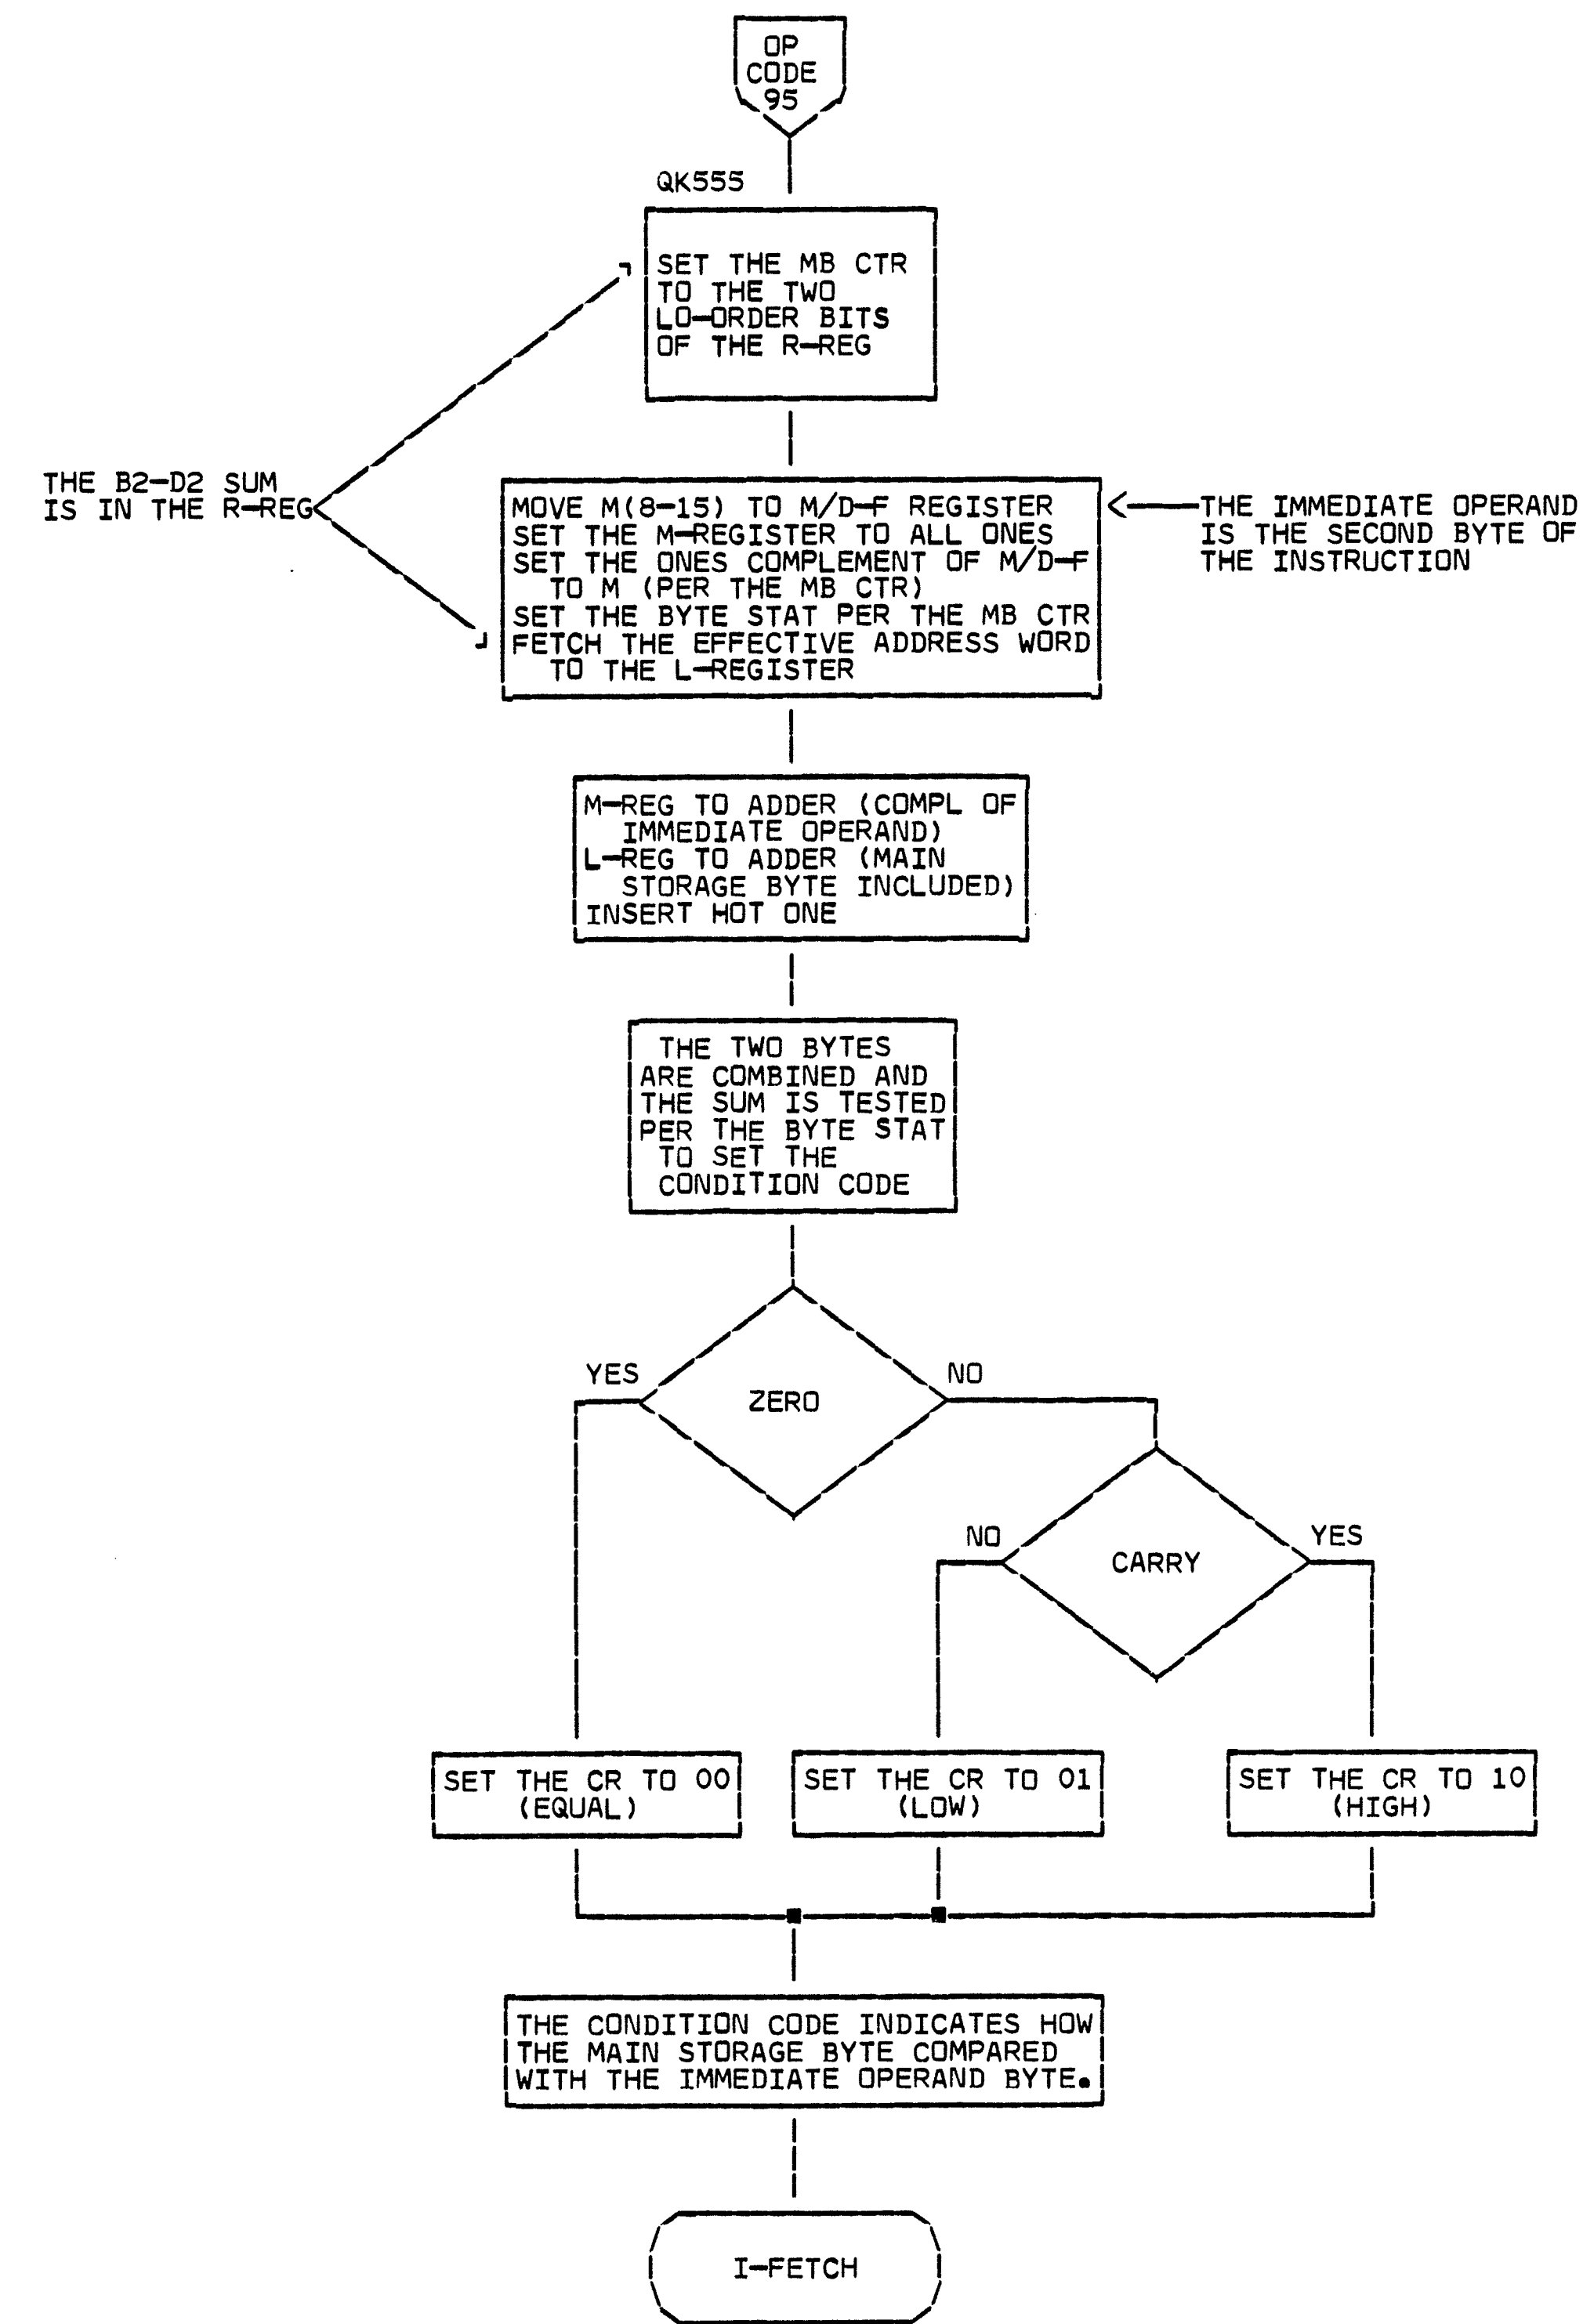 OP
CODE
95
QK555
SET THE MB CTR
TO THE TWO
LO-ORDER BITS
OF THE R-REG
THE B2-D2 SUM
IS IN THE R-REG
MOVE M(8-15) TO M/D-F REGISTER
SET THE M-REGISTER TO ALL ONES
SET THE ONES COMPLEMENT OF M/D-F
TO M (PER THE MB CTR)
SET THE BYTE STAT PER THE MB CTR
FETCH THE EFFECTIVE ADDRESS WORD
TO THE L-REGISTER
THE IMMEDIATE OPERAND
IS THE SECOND BYTE OF
THE INSTRUCTION
M-REG TO ADDER (COMPL OF
IMMEDIATE OPERAND)
L-REG TO ADDER (MAIN
STORAGE BYTE INCLUDED)
INSERT HOT ONE
THE TWO BYTES
ARE COMBINED AND
THE SUM IS TESTED
PER THE BYTE STAT
TO SET THE
CONDITION CODE
YES
ZERO
NO
NO
CARRY
YES
SET THE CR TO 00
(EQUAL)
SET THE CR TO 01
(LOW)
SET THE CR TO 10
(HIGH)
THE CONDITION CODE INDICATES HOW
THE MAIN STORAGE BYTE COMPARED
WITH THE IMMEDIATE OPERAND BYTE.
I-FETCH